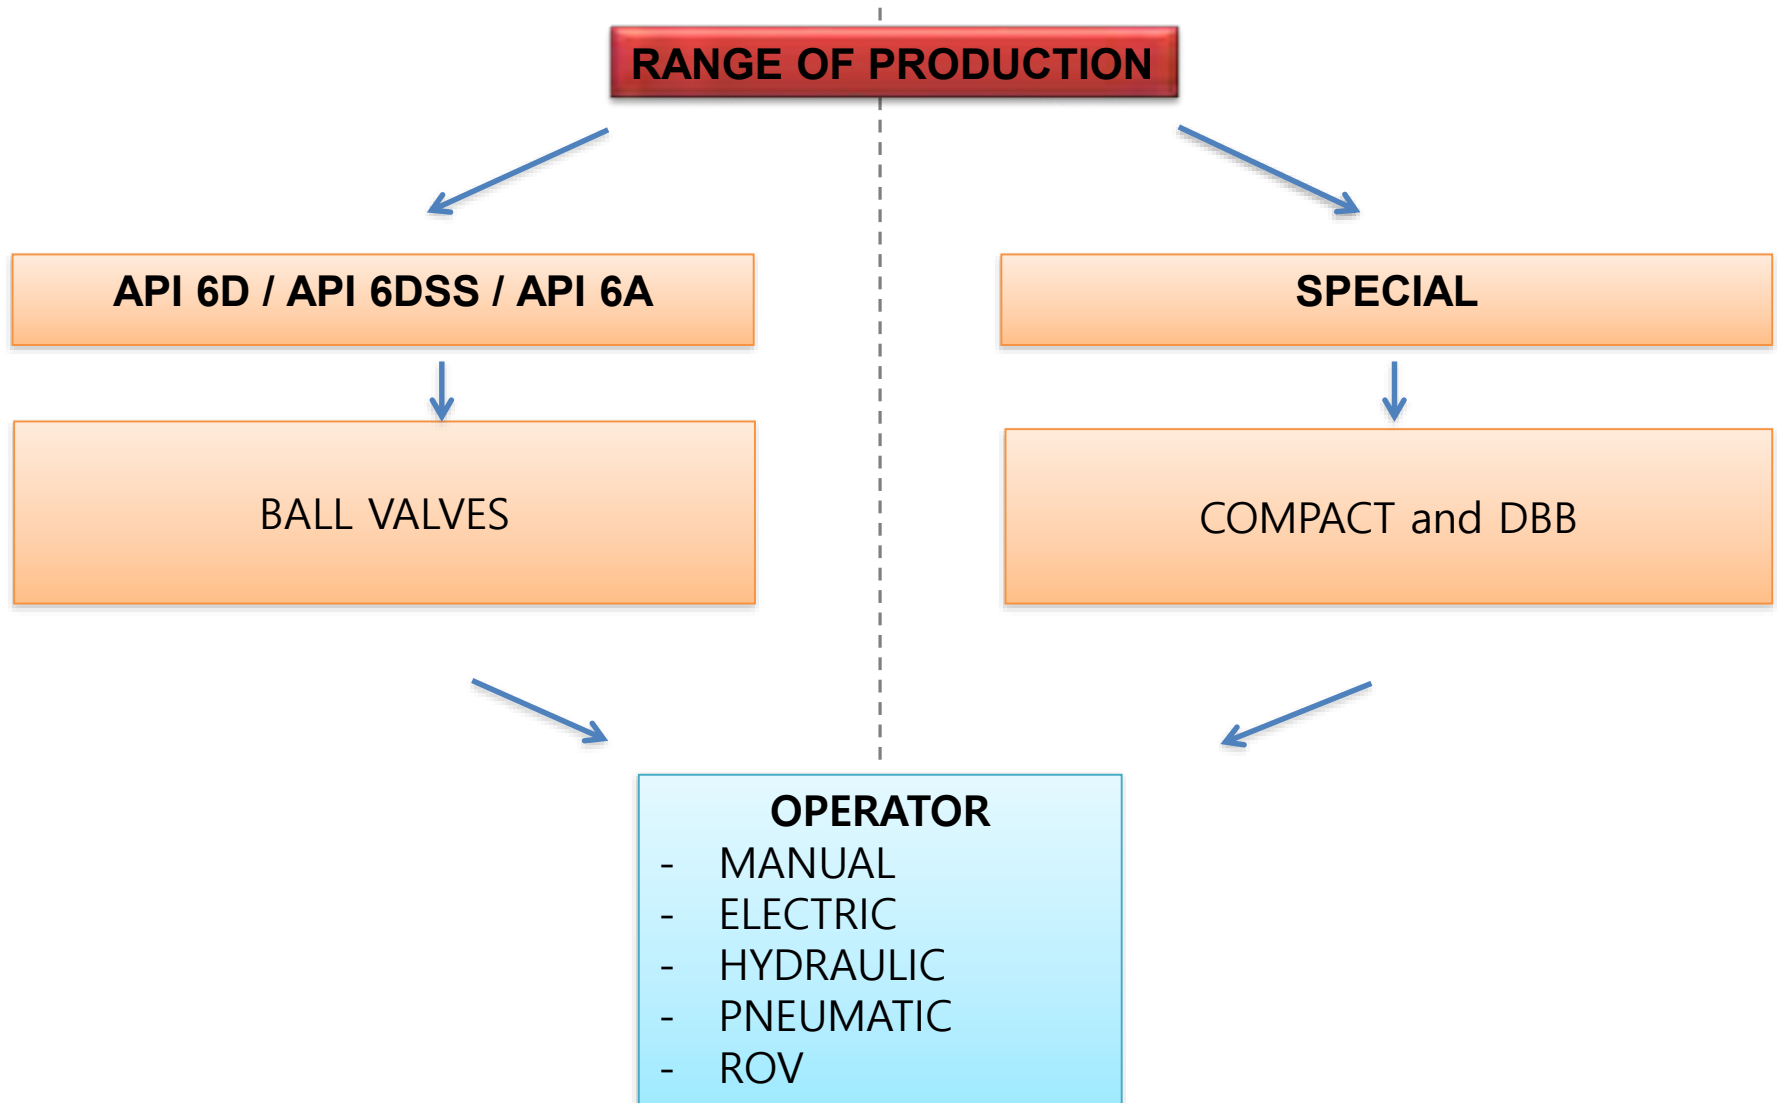 RANGE OF PRODUCTION
API 6D / API 6DSS / API 6A
SPECIAL
BALL VALVES
COMPACT and DBB
OPERATOR
- MANUAL
- ELECTRIC
- HYDRAULIC
- PNEUMATIC
- ROV